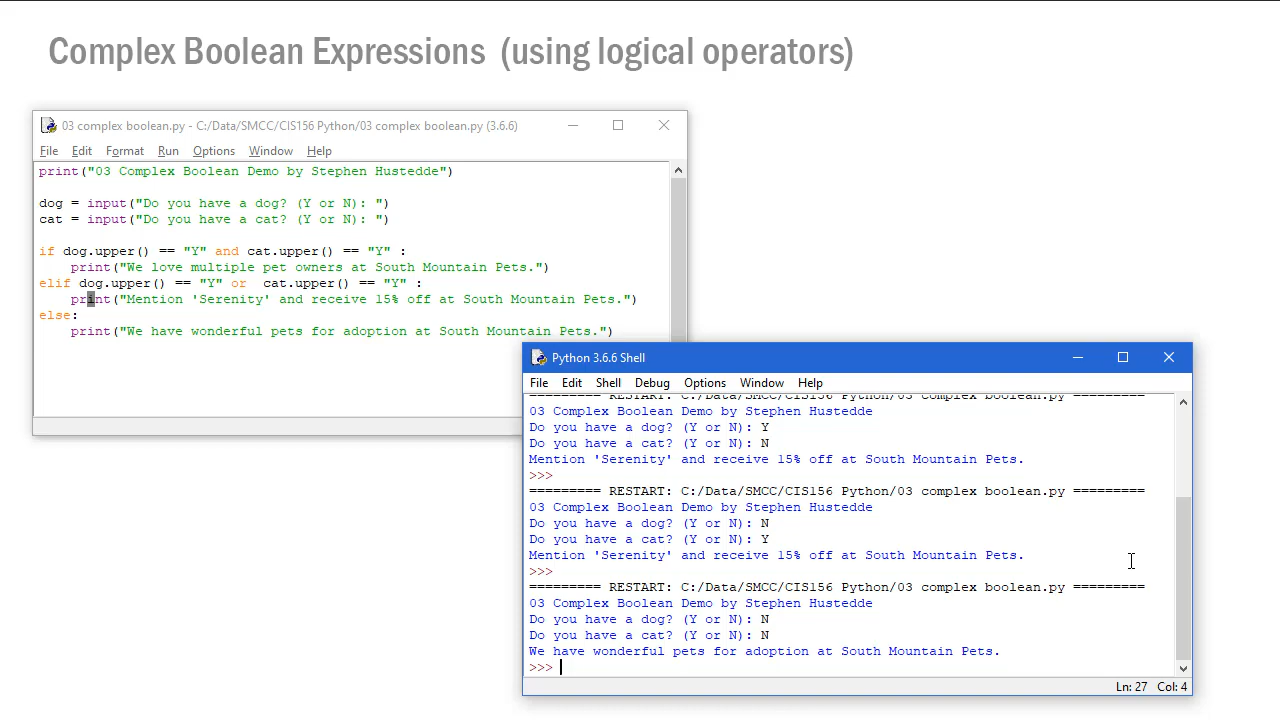 Complex Boolean Expressions (using logical operators)
03 complex boolean.py - C:/Data/SMCC/CIS156 Python/03 complex boolean.py (3.6.6)
File Edit Format Run Options Window Help
print("03 Complex Boolean Demo by Stephen Hustedde")
dog = input("Do you have a dog? (Y or N): ")
cat = input("Do you have a cat? (Y or N): ")
if dog.upper() == "Y" and cat.upper() == "Y" :
    print("We love multiple pet owners at South Mountain Pets.")
elif dog.upper() == "Y" or  cat.upper() == "Y" :
    print("Mention 'Serenity' and receive 15% off at South Mountain Pets.")
else:
    print("We have wonderful pets for adoption at South Mountain Pets.")
Python 3.6.6 Shell
File Edit Shell Debug Options Window Help
========= RESTART: C:/Data/SMCC/CIS156 Python/03 complex boolean.py =========
03 Complex Boolean Demo by Stephen Hustedde
Do you have a dog? (Y or N): Y
Do you have a cat? (Y or N): N
Mention 'Serenity' and receive 15% off at South Mountain Pets.
>>>
========= RESTART: C:/Data/SMCC/CIS156 Python/03 complex boolean.py =========
03 Complex Boolean Demo by Stephen Hustedde
Do you have a dog? (Y or N): N
Do you have a cat? (Y or N): Y
Mention 'Serenity' and receive 15% off at South Mountain Pets.
>>>
========= RESTART: C:/Data/SMCC/CIS156 Python/03 complex boolean.py =========
03 Complex Boolean Demo by Stephen Hustedde
Do you have a dog? (Y or N): N
Do you have a cat? (Y or N): N
We have wonderful pets for adoption at South Mountain Pets.
>>>
Ln: 27 Col: 4